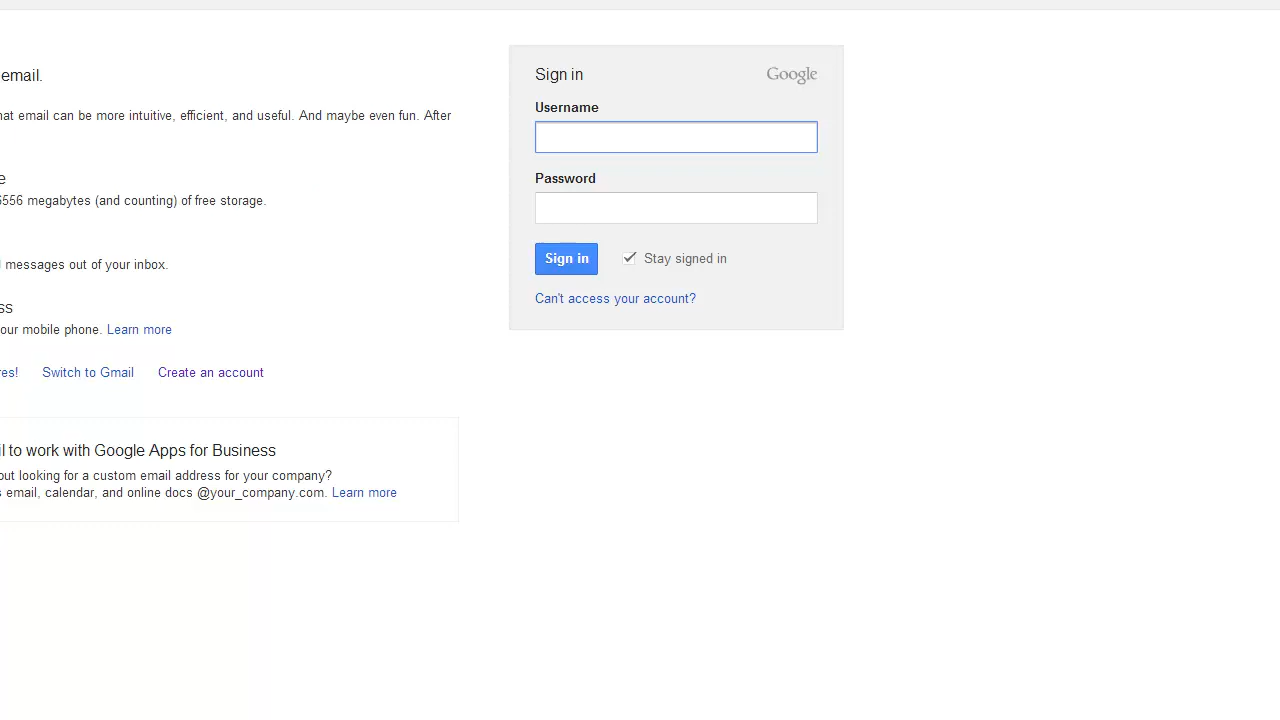 email.
hat email can be more intuitive, efficient, and useful. And maybe even fun. After
e
6556 megabytes (and counting) of free storage.
messages out of your inbox.
ss
our mobile phone. Learn more
res! Switch to Gmail Create an account
il to work with Google Apps for Business
but looking for a custom email address for your company?
s email, calendar, and online docs @your_company.com. Learn more
Sign in Google
Username
Password
Sign in Stay signed in
Can't access your account?